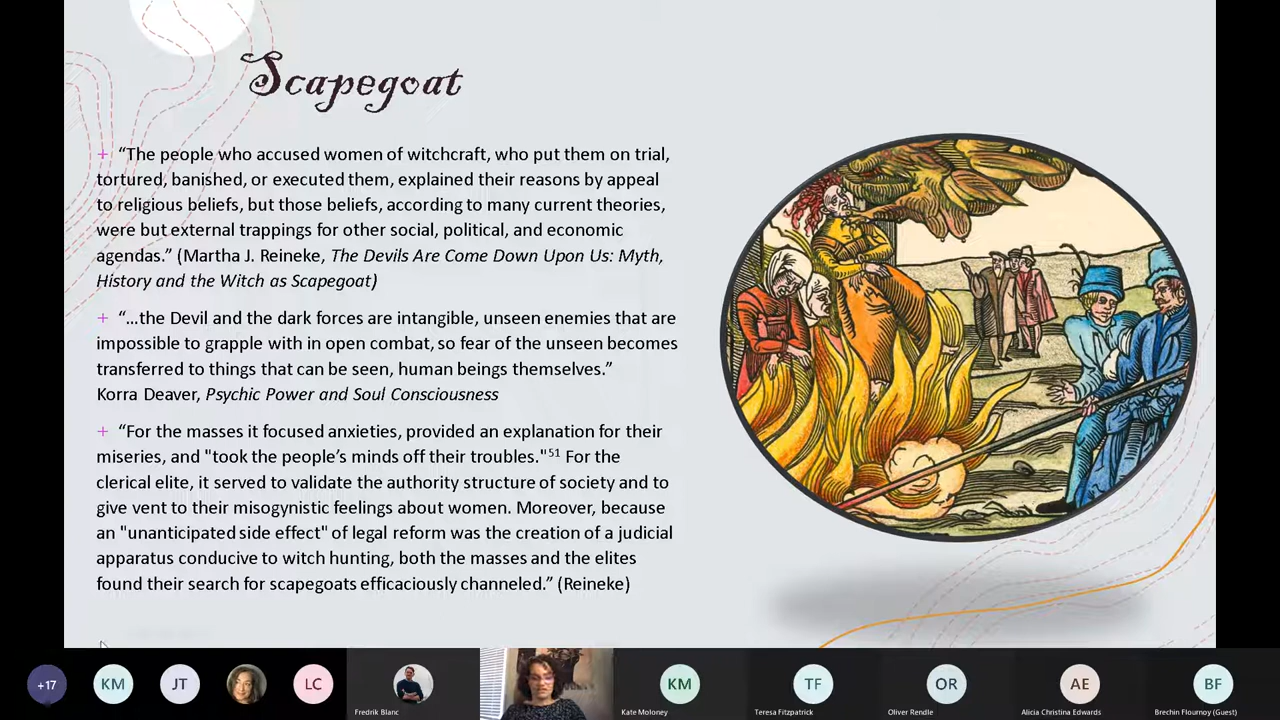 Scapegoat
+ “The people who accused women of witchcraft, who put them on trial,
tortured, banished, or executed them, explained their reasons by appeal
to religious beliefs, but those beliefs, according to many current theories,
were but external trappings for other social, political, and economic
agendas.” (Martha J. Reineke, The Devils Are Come Down Upon Us: Myth,
History and the Witch as Scapegoat)
+ “…the Devil and the dark forces are intangible, unseen enemies that are
impossible to grapple with in open combat, so fear of the unseen becomes
transferred to things that can be seen, human beings themselves.”
Korra Deaver, Psychic Power and Soul Consciousness
+ “For the masses it focused anxieties, provided an explanation for their
miseries, and "took the people’s minds off their troubles."51 For the
clerical elite, it served to validate the authority structure of society and to
give vent to their misogynistic feelings about women. Moreover, because
an "unanticipated side effect" of legal reform was the creation of a judicial
apparatus conducive to witch hunting, both the masses and the elites
found their search for scapegoats efficaciously channeled.” (Reineke)
+17
KM
JT
LC
Fredrik Blanc
KM
Kate Moloney
TF
Teresa Fitzpatrick
OR
Oliver Rendle
AE
Alicia Christina Edwards
BF
Brechin Flournoy (Guest)